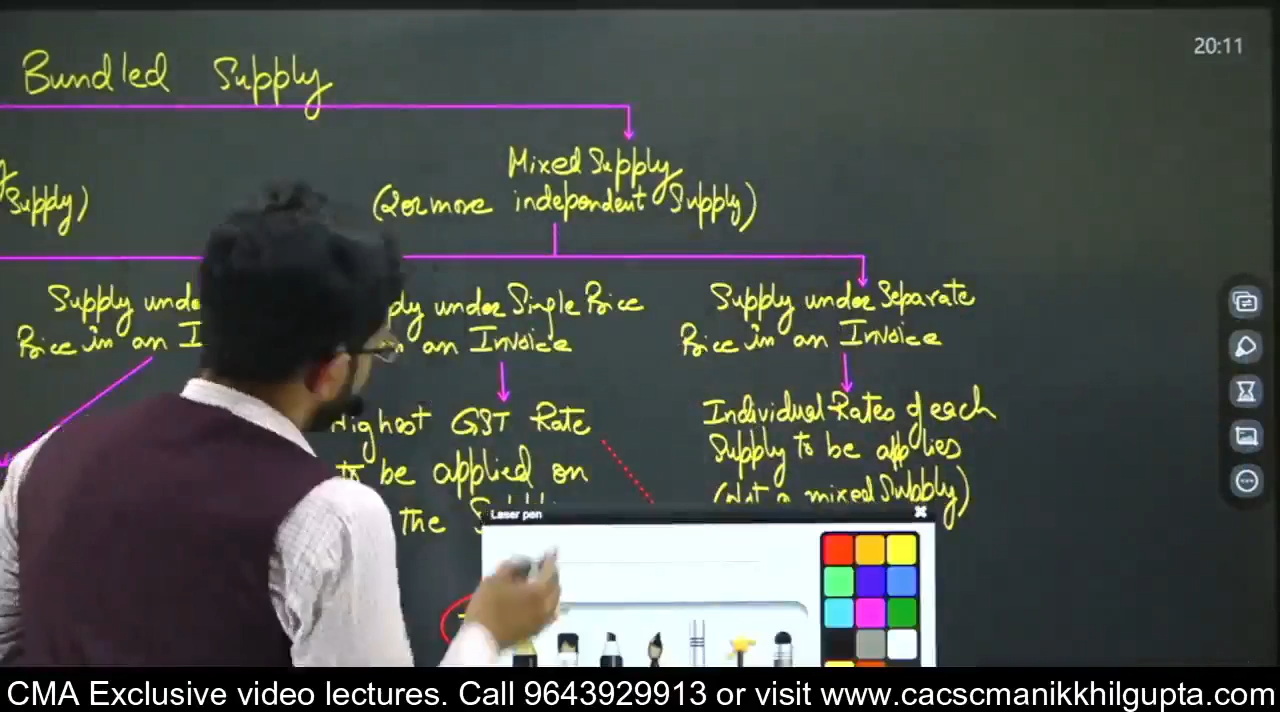 Bundled Supply
20:11
Mixed Supply
Supply)
(2 or more independent Supply)
Supply unde
Price in an I
ply under Single Price
an Invoice
Supply under Separate
Price in an Invoice
Highest GST Rate
to be applied on
the
Individual Rates of each
Supply to be applies
(Not a mixed Supply)
Laser pen
CMA Exclusive video lectures. Call 9643929913 or visit www.cacscmanikkhilgupta.com